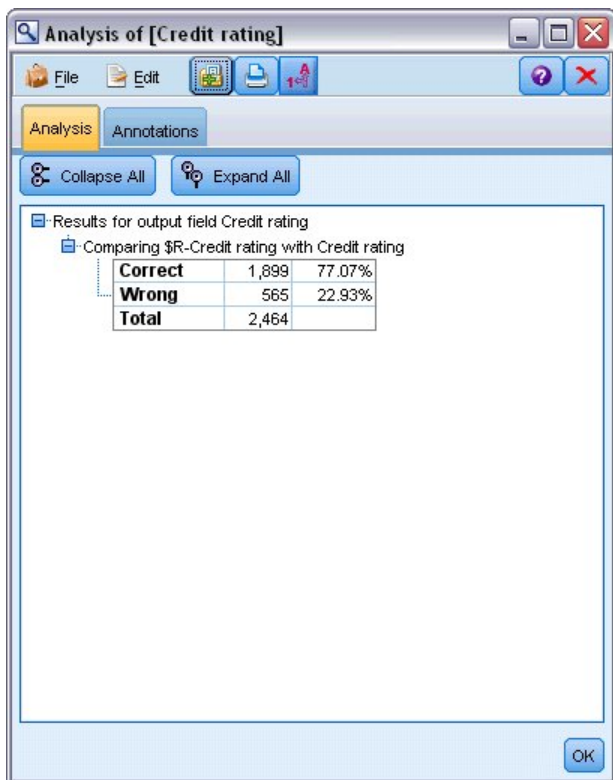 Analysis of [Credit rating]
File Edit
Analysis Annotations
Collapse All Expand All
Results for output field Credit rating
Comparing $R-Credit rating with Credit rating
Correct 1,899 77.07%
Wrong 565 22.93%
Total 2,464
OK